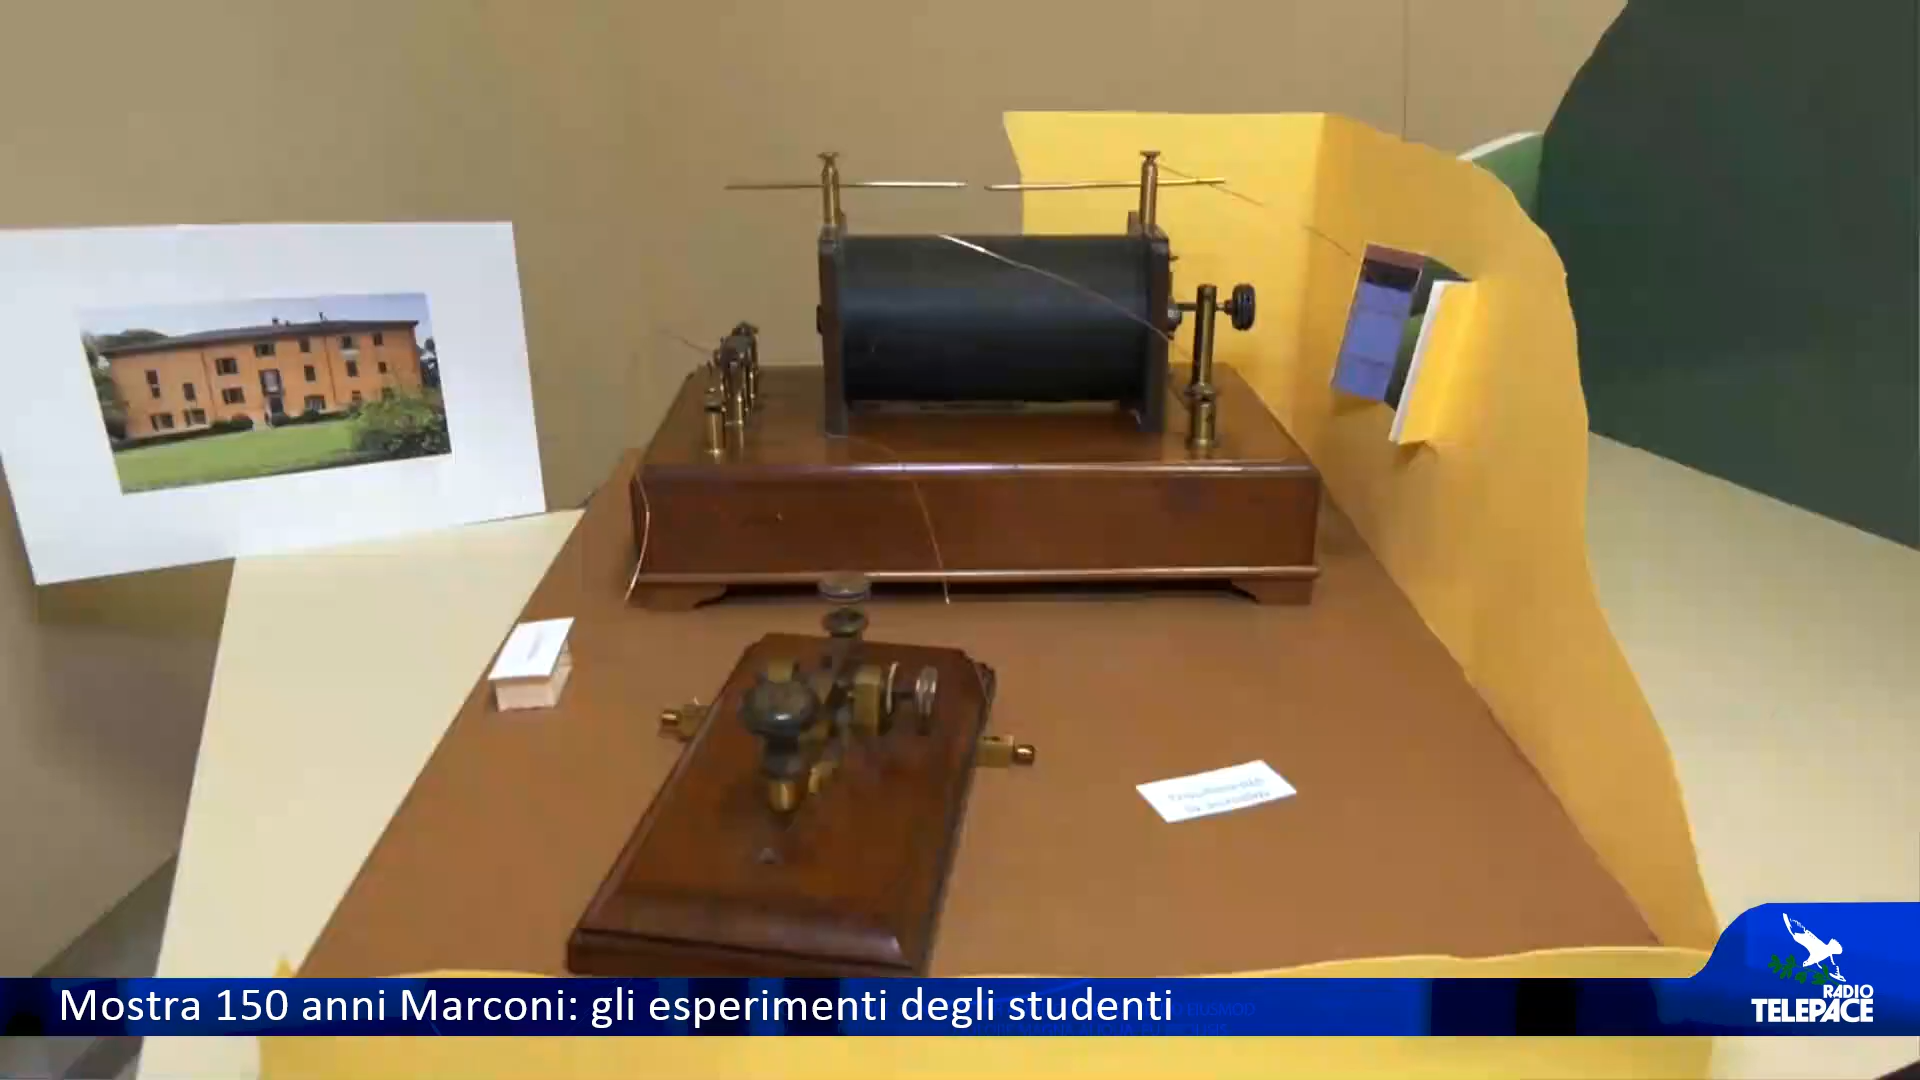 Mostra 150 anni Marconi: gli esperimenti degli studenti
RADIO
TELEPACE